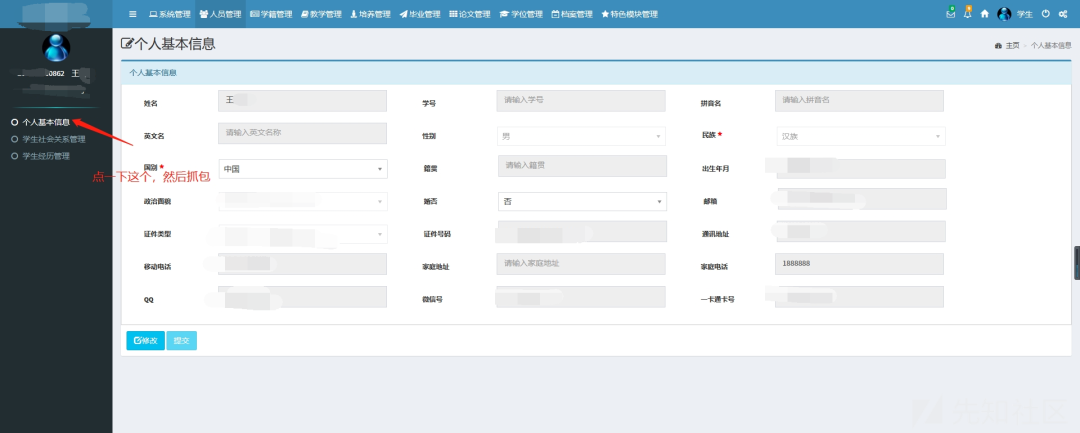 系统管理 人员管理 学籍管理 教学管理 培养管理 毕业管理 论文管理 学位管理 档案管理 特色模块管理 学生
0862 王
个人基本信息
学生社会关系管理
学生经历管理
点一下这个，然后抓包
个人基本信息
主页 > 个人基本信息
个人基本信息
姓名 王 学号 请输入学号 拼音名 请输入拼音名
英文名 请输入英文名称 性别 男 民族 * 汉族
国别 * 中国 籍贯 请输入籍贯 出生年月
政治面貌 婚否 否 邮箱
证件类型 证件号码 通讯地址
移动电话 家庭地址 请输入家庭地址 家庭电话 1888888
QQ 微信号 一卡通卡号
修改 提交
先知社区